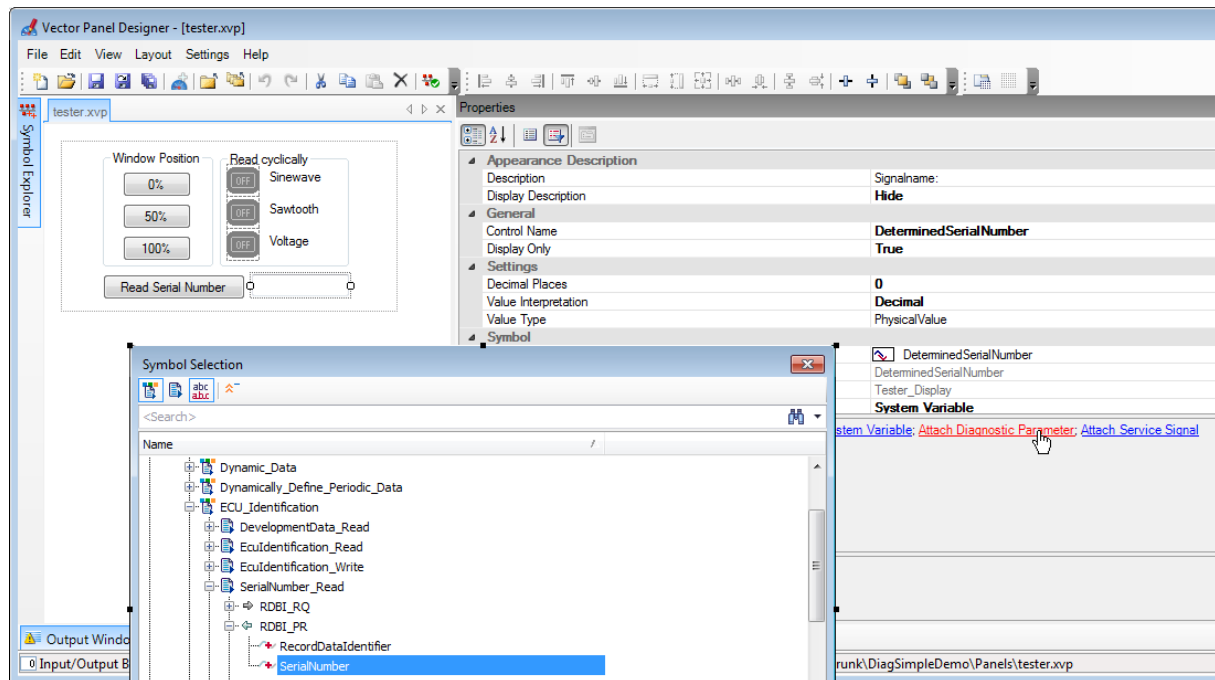 Vector Panel Designer - [tester.xvp]
File Edit View Layout Settings Help
tester.xvp
Symbol Explorer
Window Position
0%
50%
100%
Read cyclically
OFF Sinewave
OFF Sawtooth
OFF Voltage
Read Serial Number
Properties
Appearance Description
Description Signalname:
Display Description Hide
General
Control Name DeterminedSerialNumber
Display Only True
Settings
Decimal Places 0
Value Interpretation Decimal
Value Type PhysicalValue
Symbol
DeterminedSerialNumber
DeterminedSerialNumber
Tester_Display
System Variable
stem Variable; Attach Diagnostic Parameter; Attach Service Signal
Symbol Selection
abc
abc
<Search>
Name
Dynamic_Data
Dynamically_Define_Periodic_Data
ECU_Identification
DevelopmentData_Read
EcuIdentification_Read
EcuIdentification_Write
SerialNumber_Read
RDBI_RQ
RDBI_PR
RecordDataIdentifier
SerialNumber
Output Windo
0 Input/Output B
runk\DiagSimpleDemo\Panels\tester.xvp